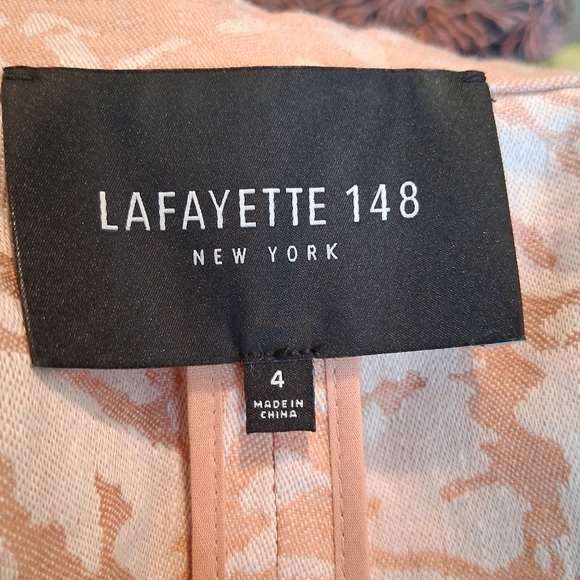 LAFAYETTE 148
NEW YORK
4
MADE IN
CHINA